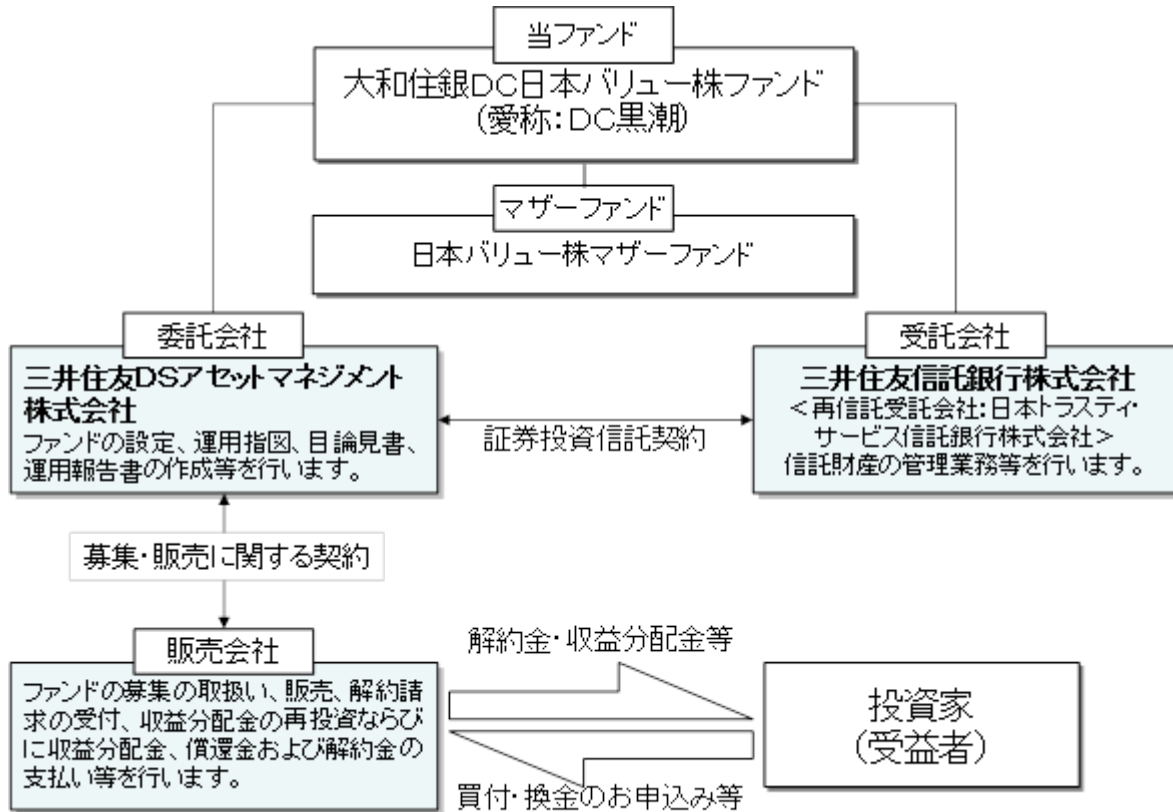 当ファンド
大和住銀DC日本バリュー株ファンド
(愛称:DC黒潮)
マザーファンド
日本バリュー株マザーファンド
委託会社
三井住友DSアセットマネジメント
株式会社
ファンドの設定、運用指図、目論見書、
運用報告書の作成等を行います。
証券投資信託契約
受託会社
三井住友信託銀行株式会社
<再信託受託会社:日本トラスティ・
サービス信託銀行株式会社>
信託財産の管理業務等を行います。
募集・販売に関する契約
販売会社
ファンドの募集の取扱い、販売、解約請
求の受付、収益分配金の再投資ならび
に収益分配金、償還金および解約金の
支払い等を行います。
解約金・収益分配金等
買付・換金のお申込み等
投資家
(受益者)